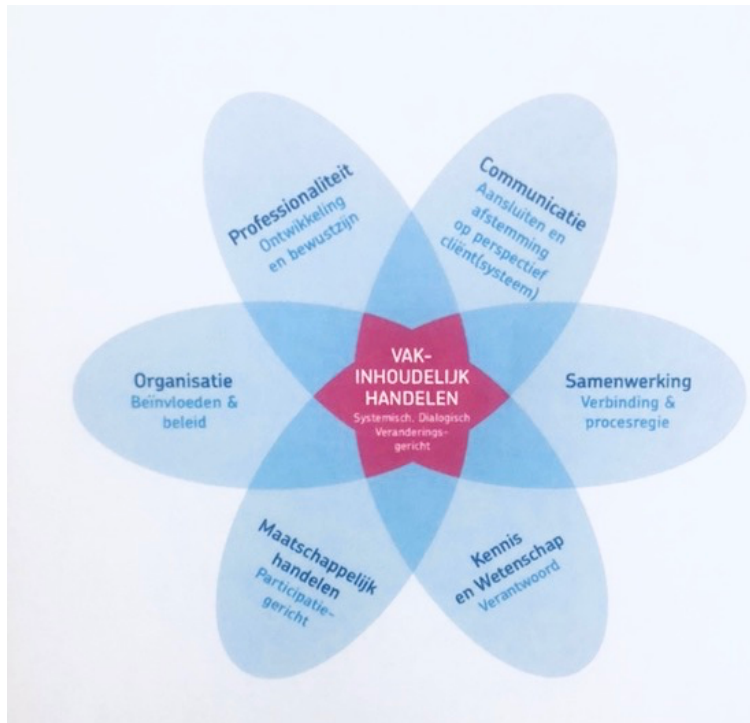 Professionaliteit
Ontwikkeling
en bewustzijn
Communicatie
Aansluiten en
afstemming
op perspectief
cliënt(systeem)
Organisatie
Beïnvloeden &
beleid
VAK-
INHOUDELIJK
HANDELEN
Systemisch, Dialogisch
Veranderings-
gericht
Samenwerking
Verbinding &
procesregie
Maatschappelijk
handelen
Participatie-
gericht
Kennis
en Wetenschap
Verantwoord